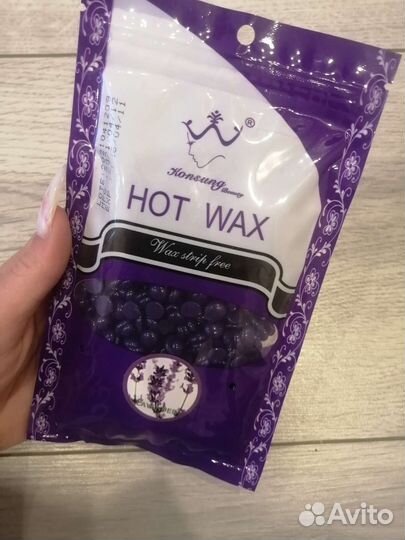 ®
Konsung
Beauty
HOT WAX
Wax strip free
Avito